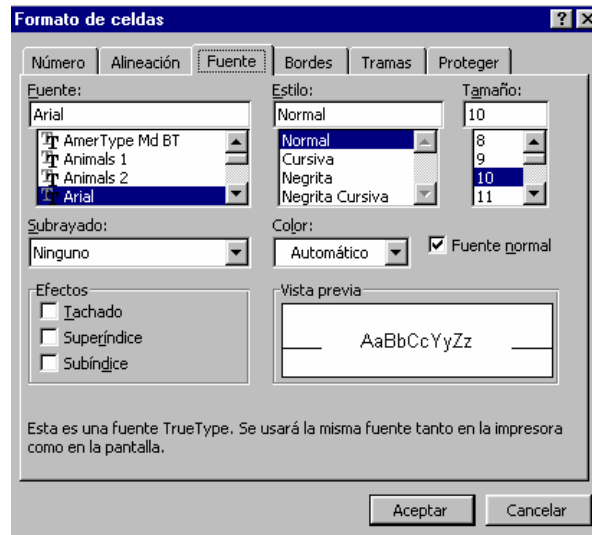 Formato de celdas
Número Alineación Fuente Bordes Tramas Proteger
Fuente: Estilo: Tamaño:
Arial Normal 10
AmerType Md BT Normal 8
Animals 1 Cursiva 9
Animals 2 Negrita 10
Arial Negrita Cursiva 11
Subrayado: Color:
Ninguno Automático Fuente normal
Efectos Vista previa
Tachado
Superíndice AaBbCcYyZz
Subíndice
Esta es una fuente TrueType. Se usará la misma fuente tanto en la impresora
como en la pantalla.
Aceptar Cancelar